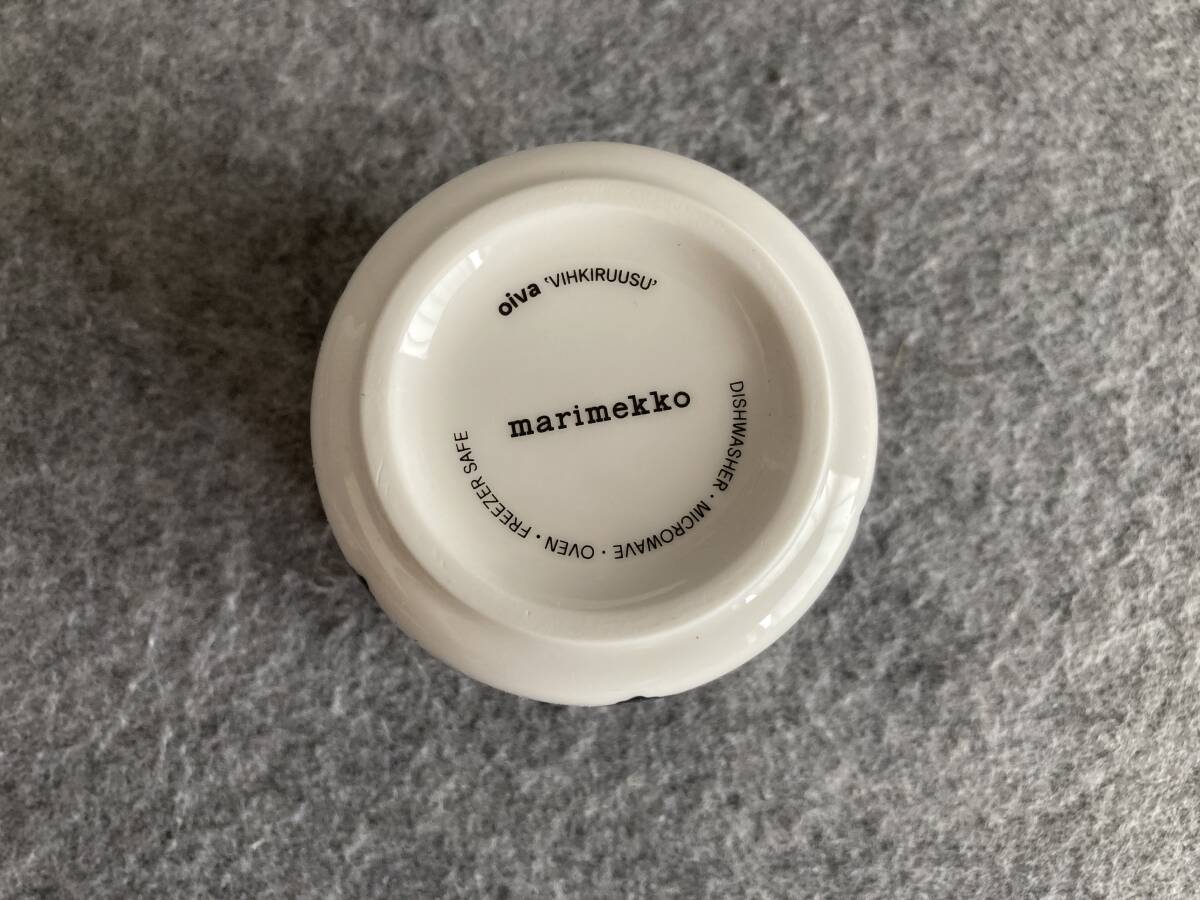 oiva ‘VIHKIRUUSU’
marimekko
DISHWASHER · MICROWAVE · OVEN · FREEZER SAFE